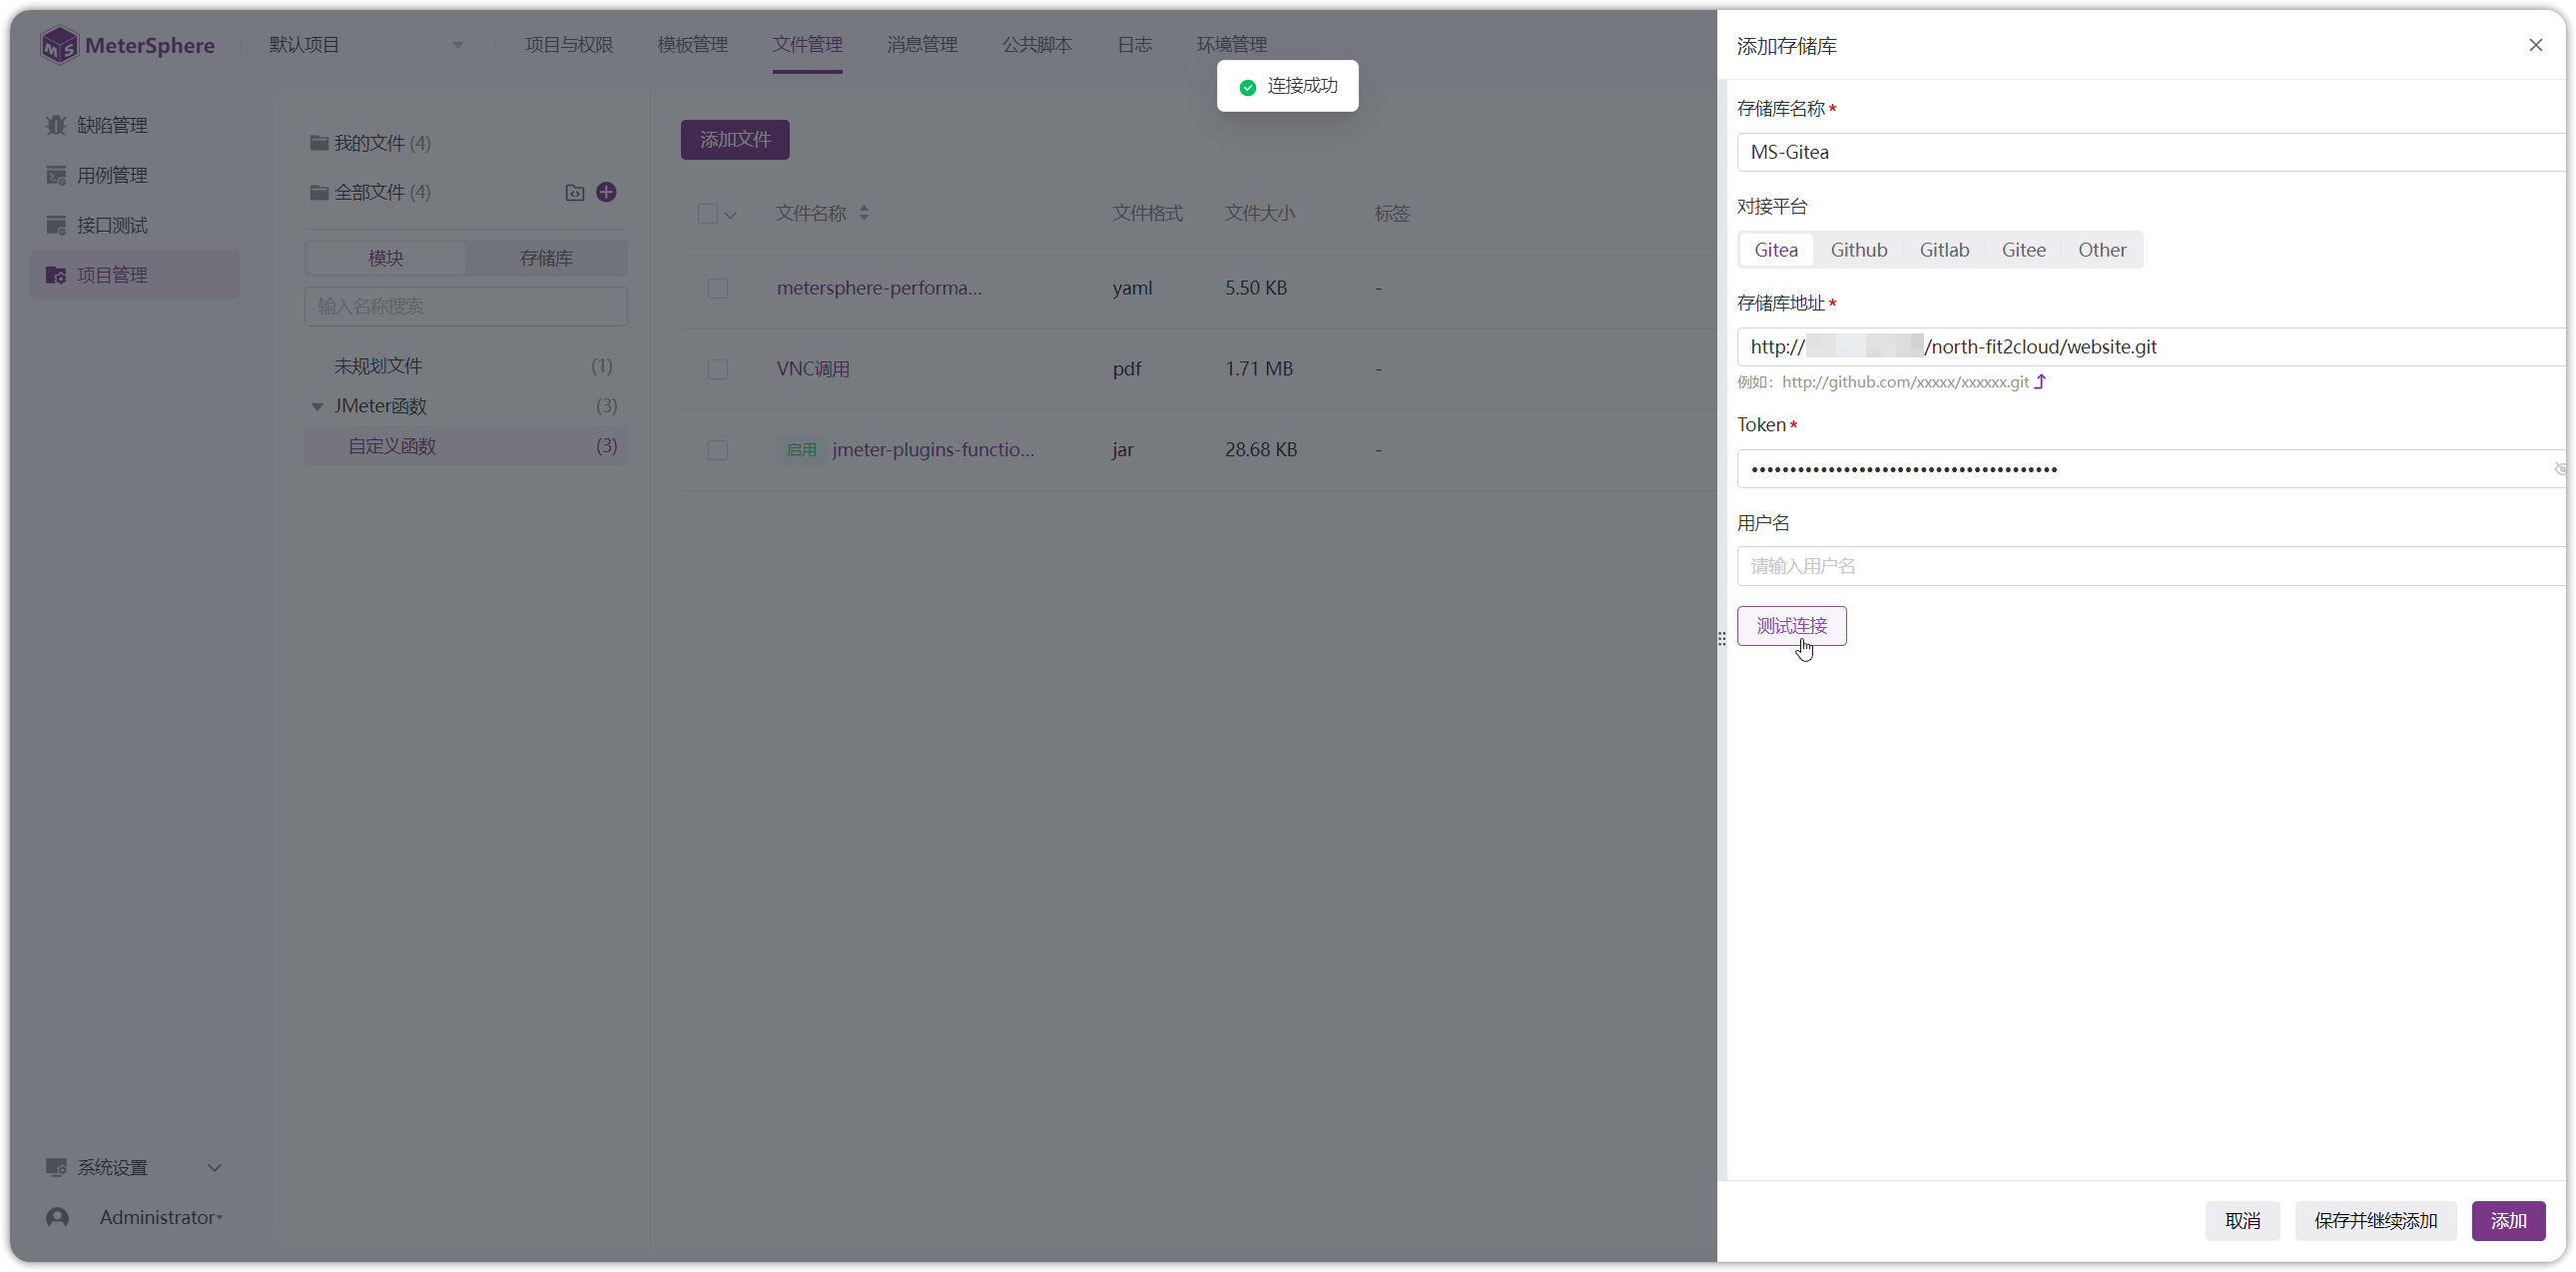 MeterSphere
默认项目
项目与权限
模板管理
文件管理
消息管理
公共脚本
日志
环境管理
连接成功
缺陷管理
用例管理
接口测试
项目管理
系统设置
Administrator
我的文件 (4)
全部文件 (4)
模块
存储库
输入名称搜索
未规划文件 (1)
JMeter函数 (3)
自定义函数 (3)
添加文件
文件名称 文件格式 文件大小 标签
metersphere-performa... yaml 5.50 KB -
VNC调用 pdf 1.71 MB -
启用 jmeter-plugins-functio... jar 28.68 KB -
添加存储库
存储库名称*
MS-Gitea
对接平台
Gitea Github Gitlab Gitee Other
存储库地址*
http:// /north-fit2cloud/website.git
例如：http://github.com/xxxxx/xxxxxx.git
Token*
用户名
请输入用户名
测试连接
取消 保存并继续添加 添加